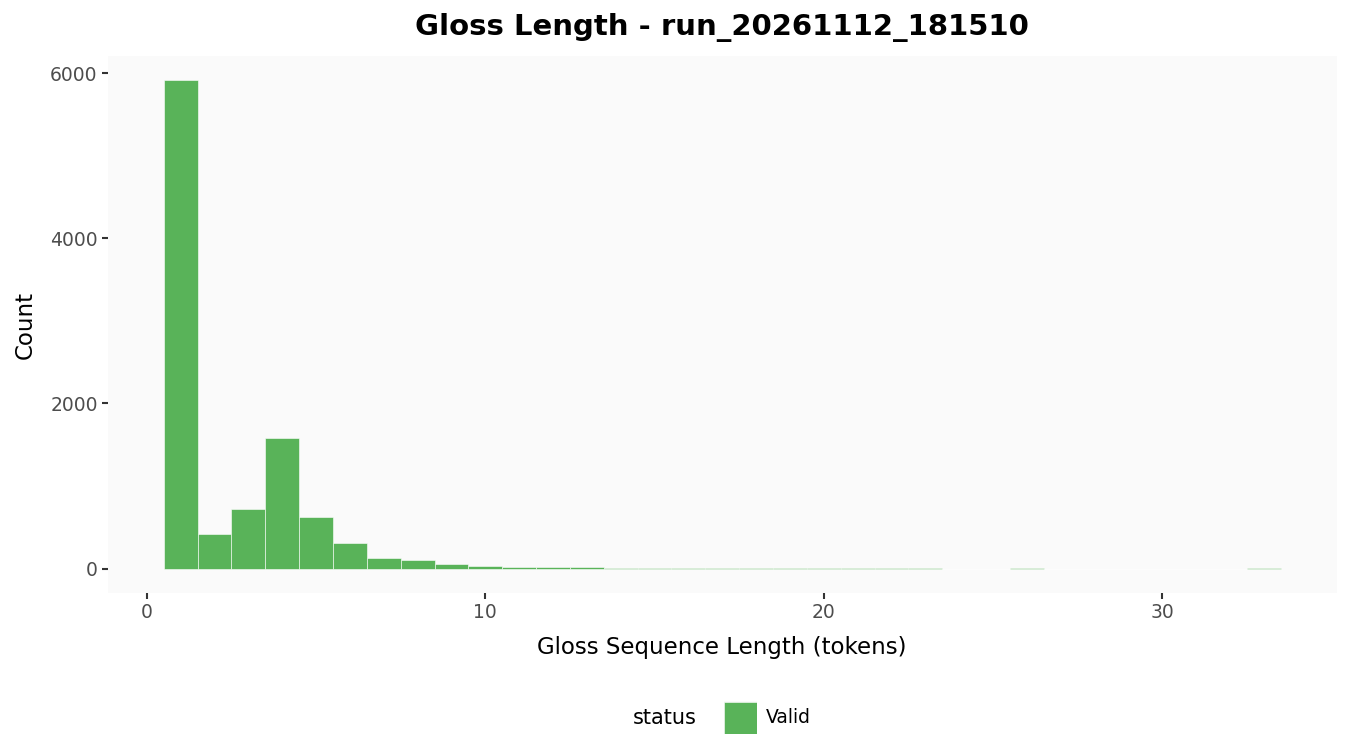 Gloss Length - run_20261112_181510
6000
4000
2000
0
Count
0 10 20 30
Gloss Sequence Length (tokens)
status Valid